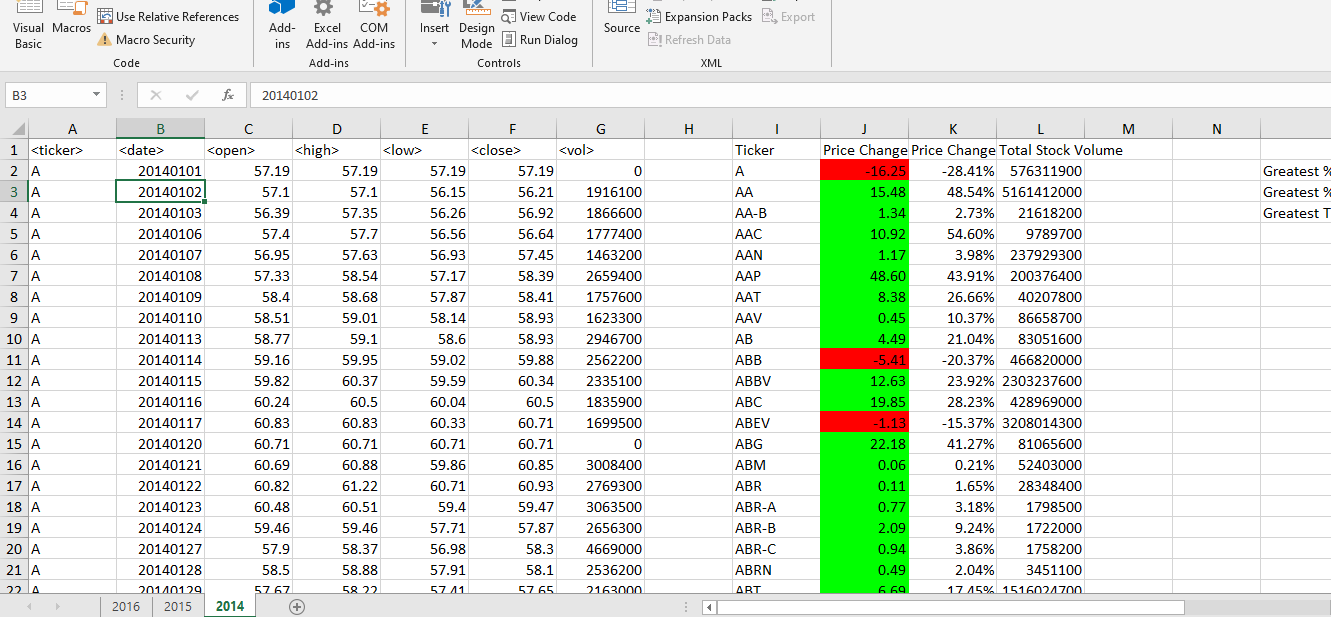 Visual Basic Macros Use Relative References Macro Security Code
Add-ins Excel Add-ins COM Add-ins Add-ins
Insert Design Mode View Code Run Dialog Controls
Source Expansion Packs Export Refresh Data XML
B3 fx 20140102
A B C D E F G H I J K L M N
1 <ticker> <date> <open> <high> <low> <close> <vol> Ticker Price Change Price Change Total Stock Volume
2 A 20140101 57.19 57.19 57.19 57.19 0 A -16.25 -28.41% 576311900 Greatest %
3 A 20140102 57.1 57.1 56.15 56.21 1916100 AA 15.48 48.54% 5161412000 Greatest %
4 A 20140103 56.39 57.35 56.26 56.92 1866600 AA-B 1.34 2.73% 21618200 Greatest T
5 A 20140106 57.4 57.7 56.56 56.64 1777400 AAC 10.92 54.60% 9789700
6 A 20140107 56.95 57.63 56.93 57.45 1463200 AAN 1.17 3.98% 237929300
7 A 20140108 57.33 58.54 57.17 58.39 2659400 AAP 48.60 43.91% 200376400
8 A 20140109 58.4 58.68 57.87 58.41 1757600 AAT 8.38 26.66% 40207800
9 A 20140110 58.51 59.01 58.14 58.93 1623300 AAV 0.45 10.37% 86658700
10 A 20140113 58.77 59.1 58.6 58.93 2946700 AB 4.49 21.04% 83051600
11 A 20140114 59.16 59.95 59.02 59.88 2562200 ABB -5.41 -20.37% 466820000
12 A 20140115 59.82 60.37 59.59 60.34 2335100 ABBV 12.63 23.92% 2303237600
13 A 20140116 60.24 60.5 60.04 60.5 1835900 ABC 19.85 28.23% 428969000
14 A 20140117 60.83 60.83 60.33 60.71 1699500 ABEV -1.13 -15.37% 3208014300
15 A 20140120 60.71 60.71 60.71 60.71 0 ABG 22.18 41.27% 81065600
16 A 20140121 60.69 60.88 59.86 60.85 3008400 ABM 0.06 0.21% 52403000
17 A 20140122 60.82 61.22 60.71 60.93 2769300 ABR 0.11 1.65% 28348400
18 A 20140123 60.48 60.51 59.4 59.47 3063500 ABR-A 0.77 3.18% 1798500
19 A 20140124 59.46 59.46 57.71 57.87 2656300 ABR-B 2.09 9.24% 1722000
20 A 20140127 57.9 58.37 56.98 58.3 4669000 ABR-C 0.94 3.86% 1758200
21 A 20140128 58.5 58.88 57.91 58.1 2536200 ABRN 0.49 2.04% 3451100
22 A 20140129 57.67 58.22 57.41 57.65 2163000 ABT 6.69 17.45% 1516024700
2016 2015 2014